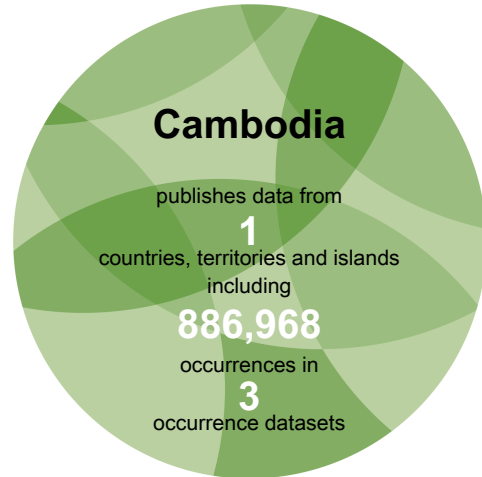 Cambodia
publishes data from
1
countries, territories and islands
including
886,968
occurrences in
3
occurrence datasets